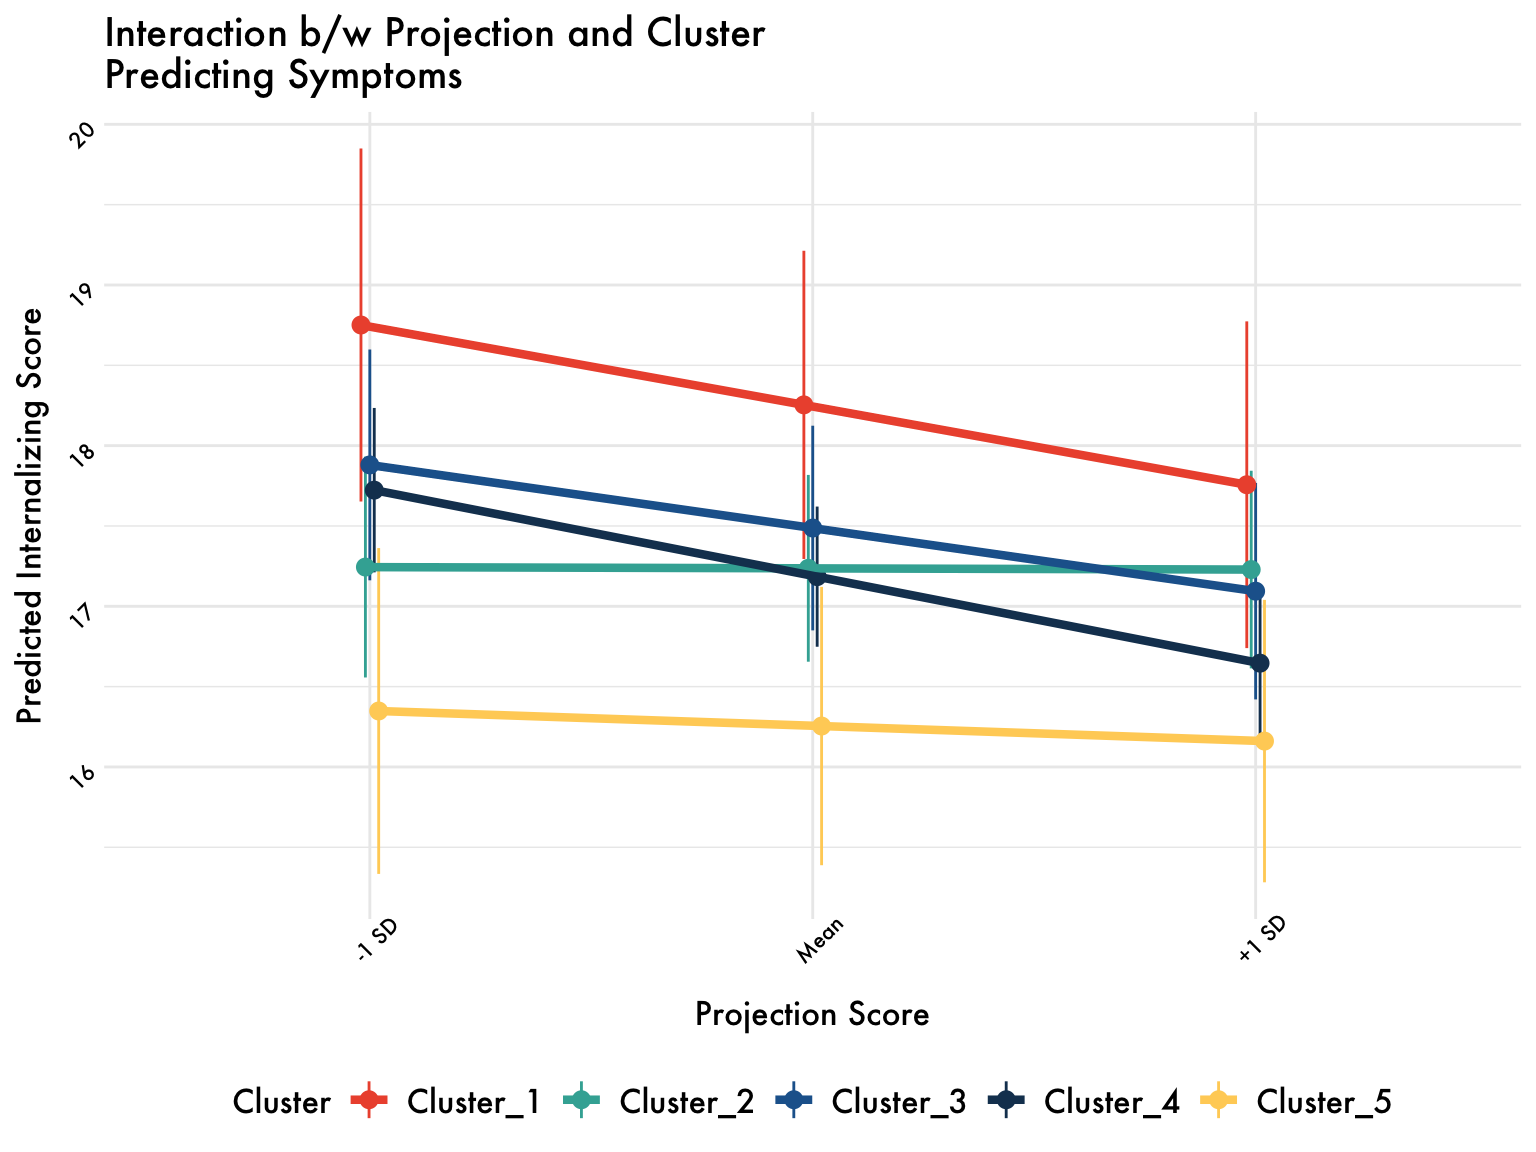 Interaction b/w Projection and Cluster
Predicting Symptoms
Predicted Internalizing Score
20
19
18
17
16
-1 SD
Mean
+1 SD
Projection Score
Cluster Cluster_1 Cluster_2 Cluster_3 Cluster_4 Cluster_5